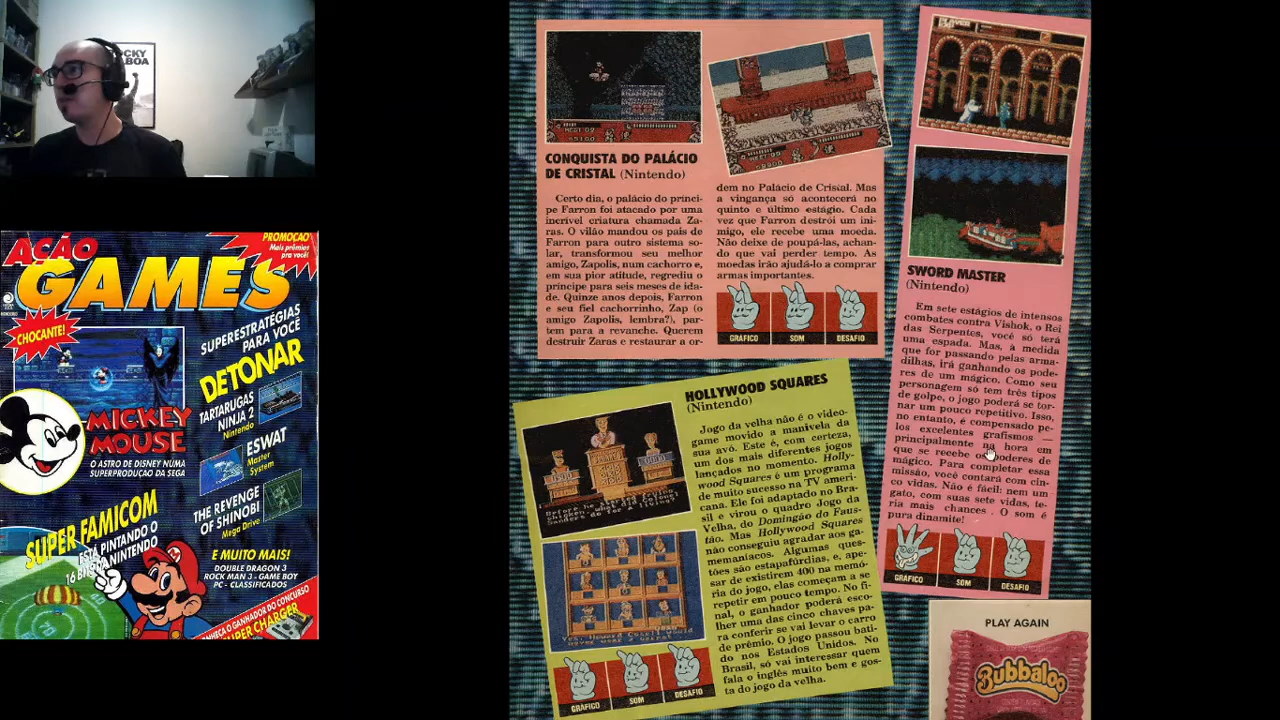 OCKY
BOA
AÇÃO
GAMES
PROMOÇÃO
Mais prêmios
pra você!
CHOCANTE!
SUPERESTRATÉGIAS
PARA VOCÊ
DETONAR
TARTARUGAS
NINJA 2
Nintendo
ESWAT
Master
System
THE REVENGE
OF SHINOBI
Mega Drive
MICKEY
MOUSE
O ASTRO DE DISNEY NUMA
SUPERPRODUÇÃO DA SEGA
SUPER FAMICOM
ESTÁ PINTANDO O
16 BITS DA NINTENDO
E MUITO MAIS!
DOUBLE DRAGON 3
ROCK MAN 3 - GAME BOY
PC - CLASSIFICADOS
GANHADOR DO CONCURSO
SUPER CHARGER
CONQUISTA DO PALÁCIO
DE CRISTAL (Nintendo)
Certo dia, o palácio do prínci-
pe Farron foi atacado por uma
incrível criatura chamada Za-
ras. O vilão mandou os pais de
Farron para outro sistema so-
lar, transformou seu melhor
amigo, Zapolis, num cachorro e,
em sua pior atitude, regrediu o
príncipe para seis meses de ida-
de. Quinze anos depois, Farron
e seu fiel cachorrinho, Zap (o
amigo Zapolis, lembra?), par-
tem para a revanche. Querem
destruir Zaras e restaurar a or-
dem no Palácio de Cristal. Mas
a vingança só acontecerá no
quinto e último estágio. Cada
vez que Farron destrói um ini-
migo, ele recebe uma moeda.
Não deixe de poupá-las, achan-
do que vai perder tempo. As
moedas irão ajudá-lo a comprar
armas importantes.
GRÁFICO SOM DESAFIO
HOLLYWOOD SQUARES
(Nintendo)
Jogo da velha não é o video-
game movido a manivela da
sua avó. Este é, com certeza,
um dos mais diferentes jogos
lançados no momento. Holly-
wood Squares é um programa
de muito sucesso na TV ameri-
cana. Ele foi adaptado no Bra-
sil e virou o quadro Jogo da
Velha, do Domingão do Faus-
tão. Mas Hollywood Squares
não conseguiu agradar aos ga-
memaníacos. Algumas ques-
tões são estapafúrdias, e, ape-
sar de existirem 400 na memó-
ria do jogo, elas começam a se
repetir em pouco tempo. No fi-
nal, o ganhador poderá esco-
lher uma das cinco chaves pa-
ra conferir se vai levar o carro
de prêmio. O jogo passou bati-
do nos Estados Unidos. No
Brasil, só vai interessar quem
fala o inglês muito bem e gos-
ta do jogo da velha.
GRÁFICO SOM DESAFIO
SWORD MASTER
(Nintendo)
Em sete estágios de intensos
combates contra Vishok, o Rei
das Serpentes, você só terá
uma espada. Mas, à medida
que for passando pelas arma-
dilhas, irá ganhando os pode-
res de um mágico. Como seu
personagem só tem três tipos
de golpe, o jogo poderá se tor-
nar um pouco repetitivo. Isso,
no entanto, é compensado pe-
los excelentes grafismos —
principalmente na hora em
que se recebe os poderes de
mágico. Para completar essa
missão, você contará com cin-
co vidas. Não é fácil: nem um
gato, com suas sete vidas, te-
ria mais chances. O som é
pura dinamite!
GRÁFICO SOM DESAFIO
PLAY AGAIN
Bubbaloo